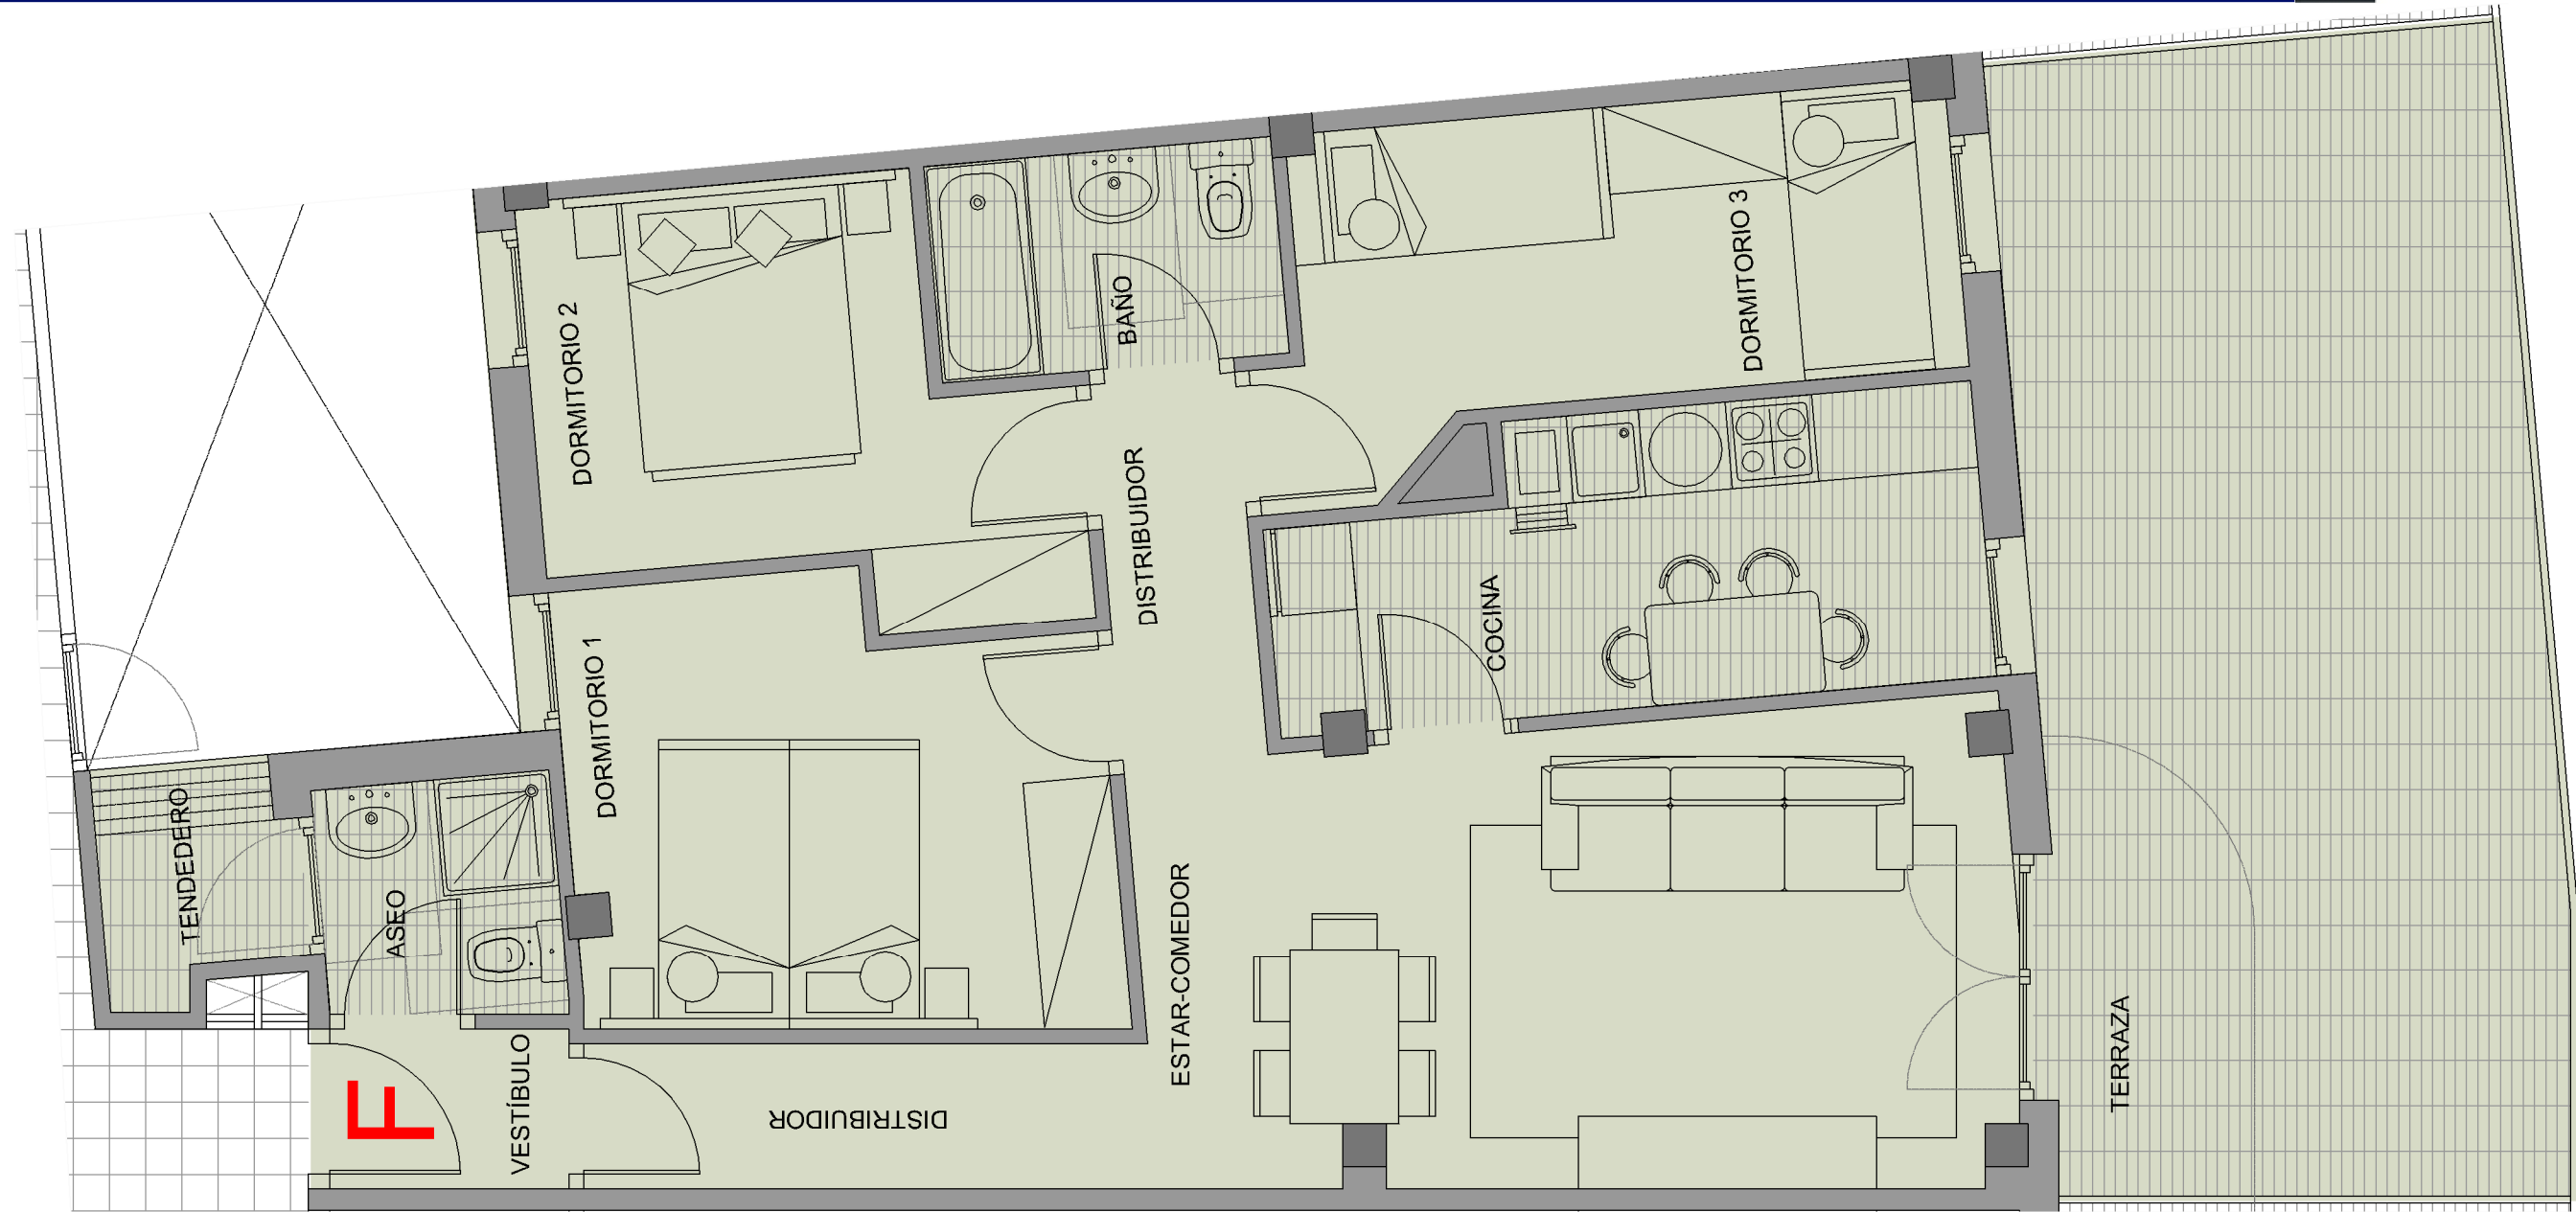 DORMITORIO 2
BAÑO
DORMITORIO 3
DISTRIBUIDOR
COCINA
DORMITORIO 1
TENDEDERO
ASEO
ESTAR-COMEDOR
TERRAZA
F
VESTÍBULO
DISTRIBUIDOR